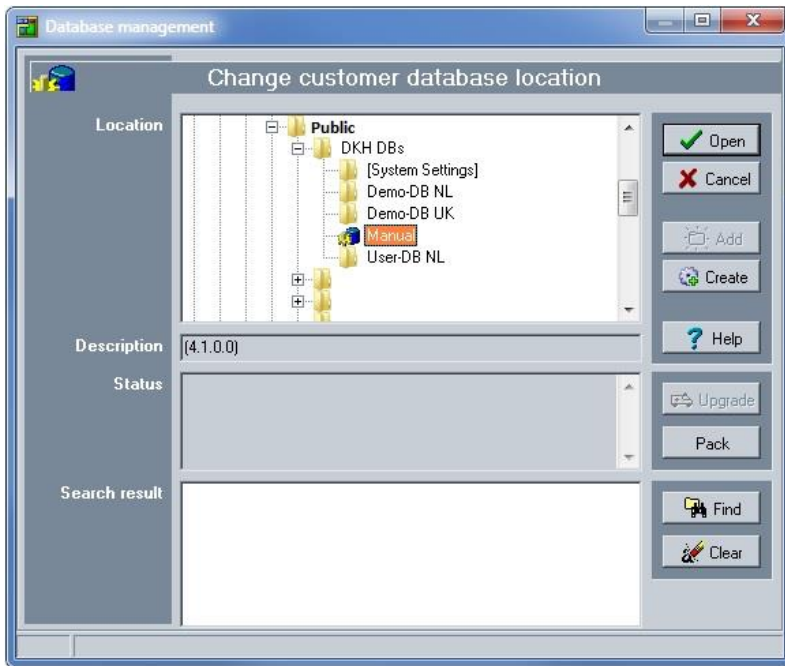 Database management
Change customer database location
Location
Public
DKH DBs
[System Settings]
Demo-DB NL
Demo-DB UK
Manual
User-DB NL
Open
Cancel
Add
Create
Help
Description
(4.1.0.0)
Status
Upgrade
Pack
Search result
Find
Clear